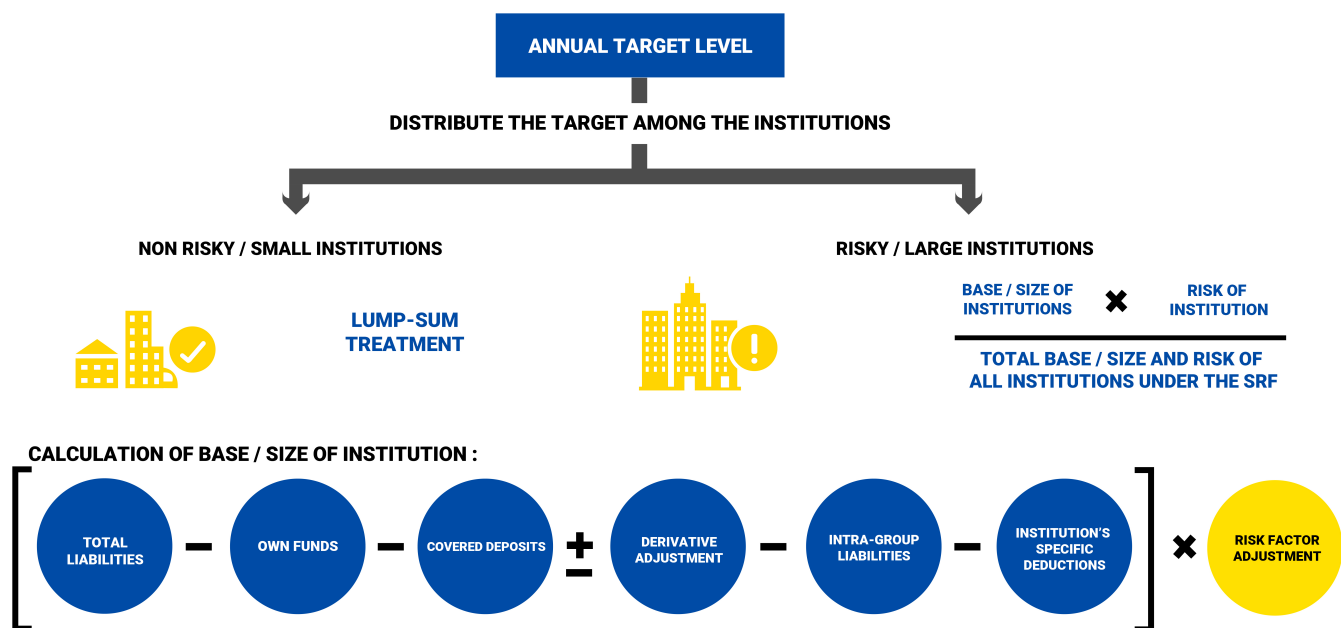 ANNUAL TARGET LEVEL
DISTRIBUTE THE TARGET AMONG THE INSTITUTIONS
NON RISKY / SMALL INSTITUTIONS
LUMP-SUM
TREATMENT
RISKY / LARGE INSTITUTIONS
BASE / SIZE OF
INSTITUTIONS
✖
RISK OF
INSTITUTION
TOTAL BASE / SIZE AND RISK OF
ALL INSTITUTIONS UNDER THE SRF
CALCULATION OF BASE / SIZE OF INSTITUTION :
[
TOTAL
LIABILITIES
−
OWN FUNDS
−
COVERED DEPOSITS
±
DERIVATIVE
ADJUSTMENT
−
INTRA-GROUP
LIABILITIES
−
INSTITUTION'S
SPECIFIC
DEDUCTIONS
]
✖
RISK FACTOR
ADJUSTMENT